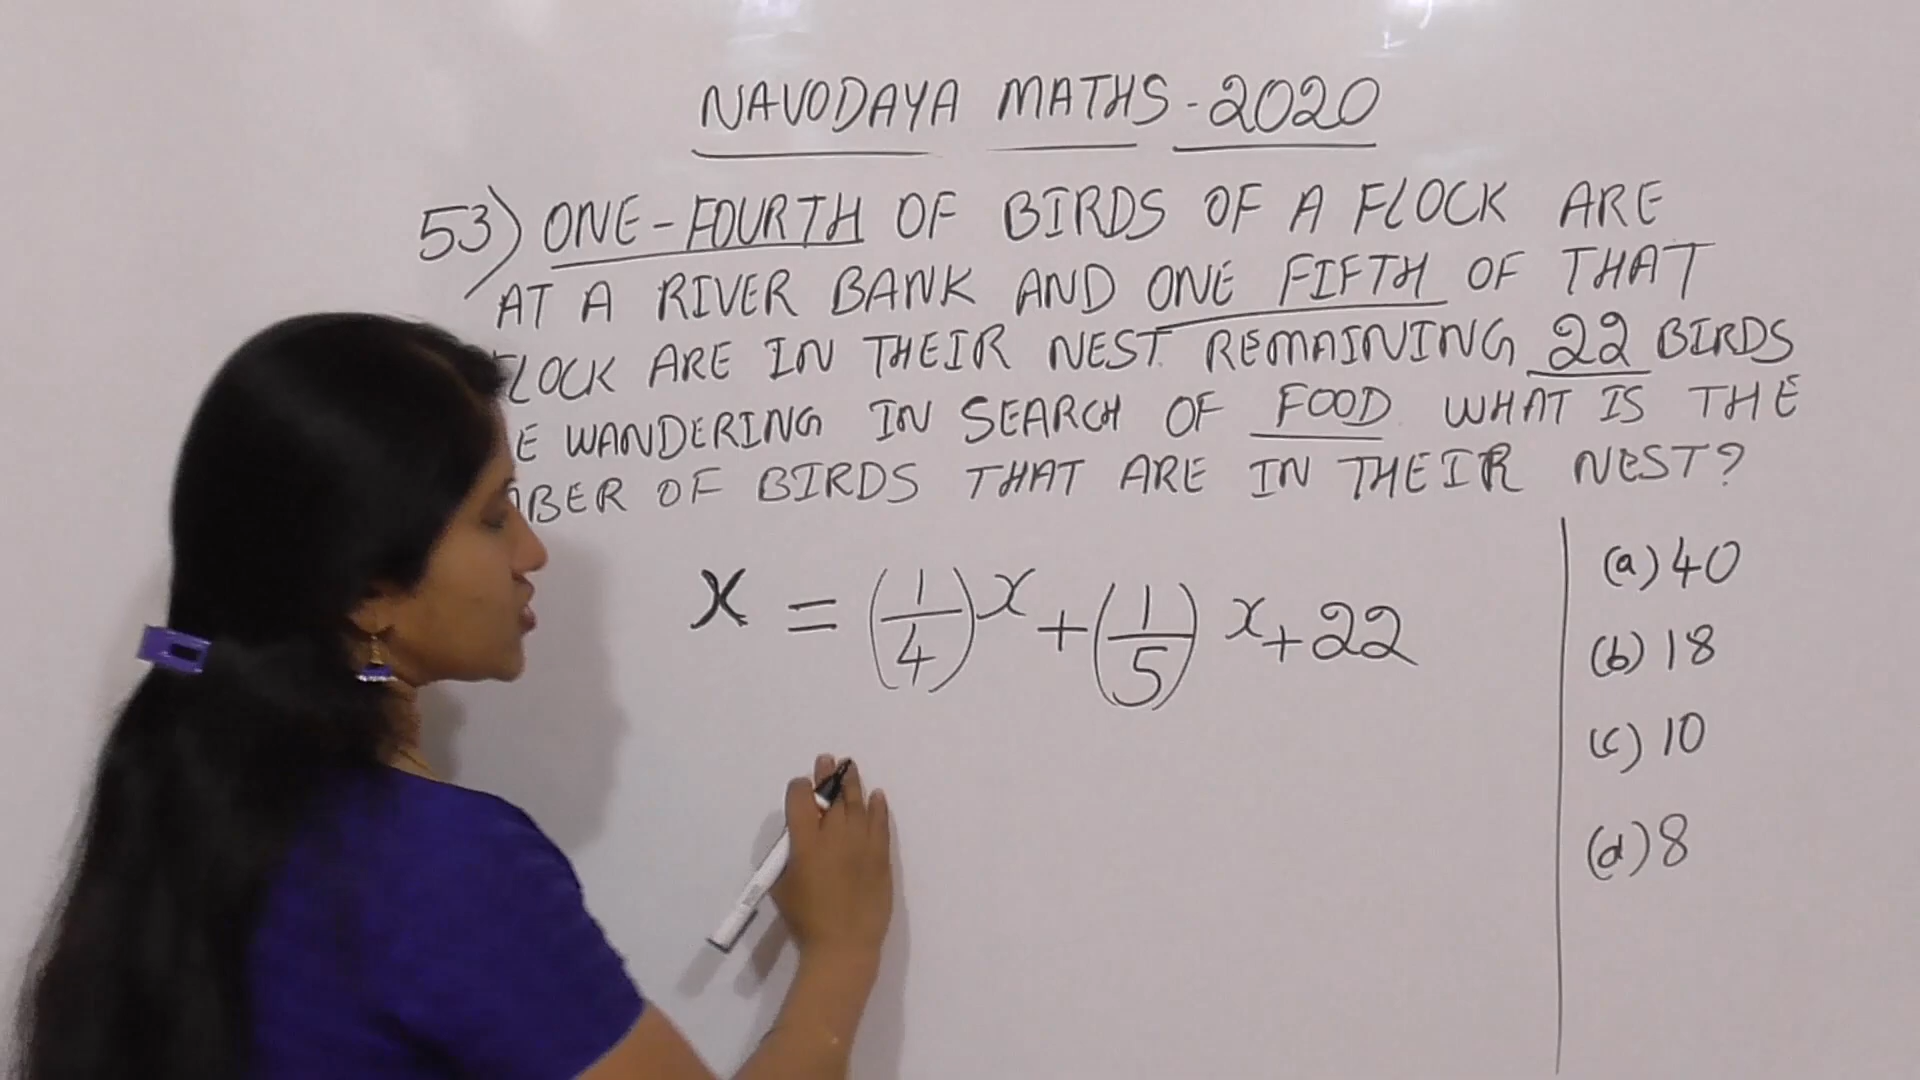 NAVODAYA MATHS - 2020
53) ONE-FOURTH OF BIRDS OF A FLOCK ARE
AT A RIVER BANK AND ONE FIFTH OF THAT
LOCK ARE IN THEIR NEST REMAINING 22 BIRDS
E WANDERING IN SEARCH OF FOOD WHAT IS THE
BER OF BIRDS THAT ARE IN THEIR NEST?
x = (1/4) x + (1/5) x + 22
(a) 40
(b) 18
(c) 10
(d) 8